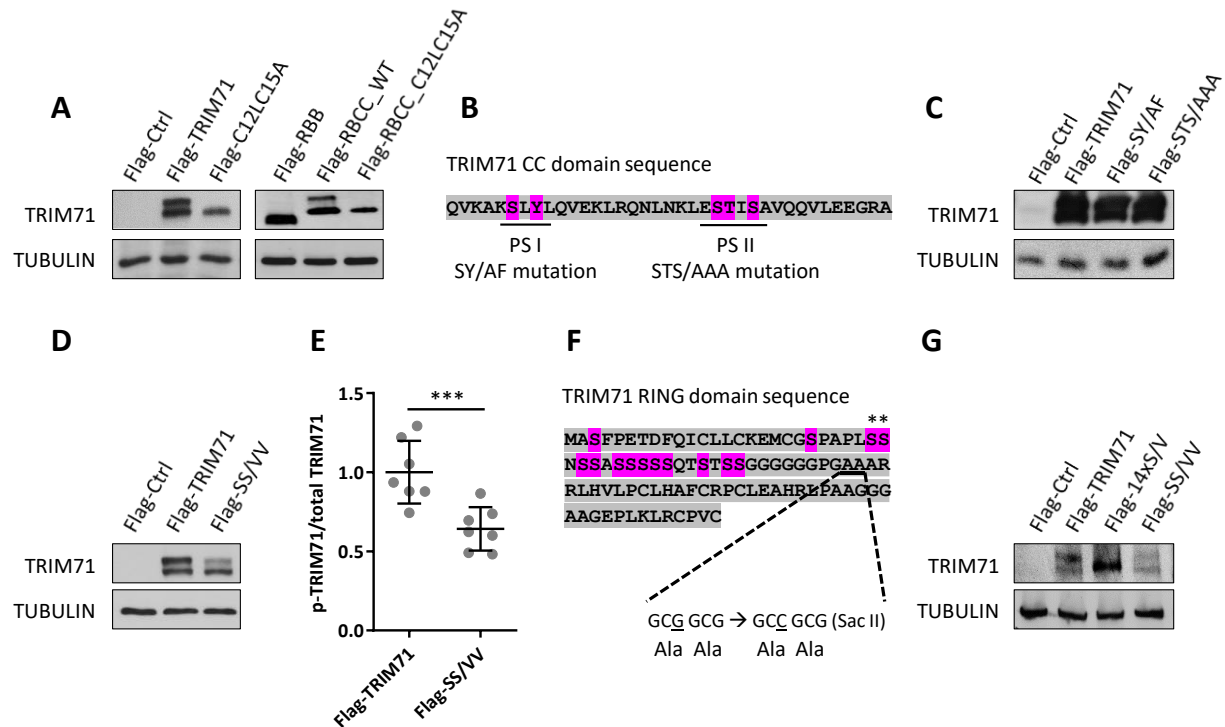 A
Flag-Ctrl
Flag-TRIM71
Flag-C12LC15A
Flag-RBB
Flag-RBCC_WT
Flag-RBCC_C12LC15A
TRIM71
TUBULIN
B
TRIM71 CC domain sequence
QVKAKSLYLQVEKLRQNLNKLESTISAVQQVLEEGRA
PS I PS II
SY/AF mutation STS/AAA mutation
C
Flag-Ctrl
Flag-TRIM71
Flag-SY/AF
Flag-STS/AAA
TRIM71
TUBULIN
D
Flag-Ctrl
Flag-TRIM71
Flag-SS/VV
TRIM71
TUBULIN
E
***
p-TRIM71/total TRIM71
1.5
1.0
0.5
0.0
Flag-TRIM71
Flag-SS/VV
F
TRIM71 RING domain sequence
**
MASFPETDFQICLLCKEMCGSPAPLSS
NSSASSSSSQTSTSSGGGGGGPGAAAR
RLHVLPCLHAFCRPCLEAHRLPAAGGG
AAGEPLKLRCPVC
GCG GCG → GCC GCG (Sac II)
Ala Ala Ala Ala
G
Flag-Ctrl
Flag-TRIM71
Flag-14xS/V
Flag-SS/VV
TRIM71
TUBULIN